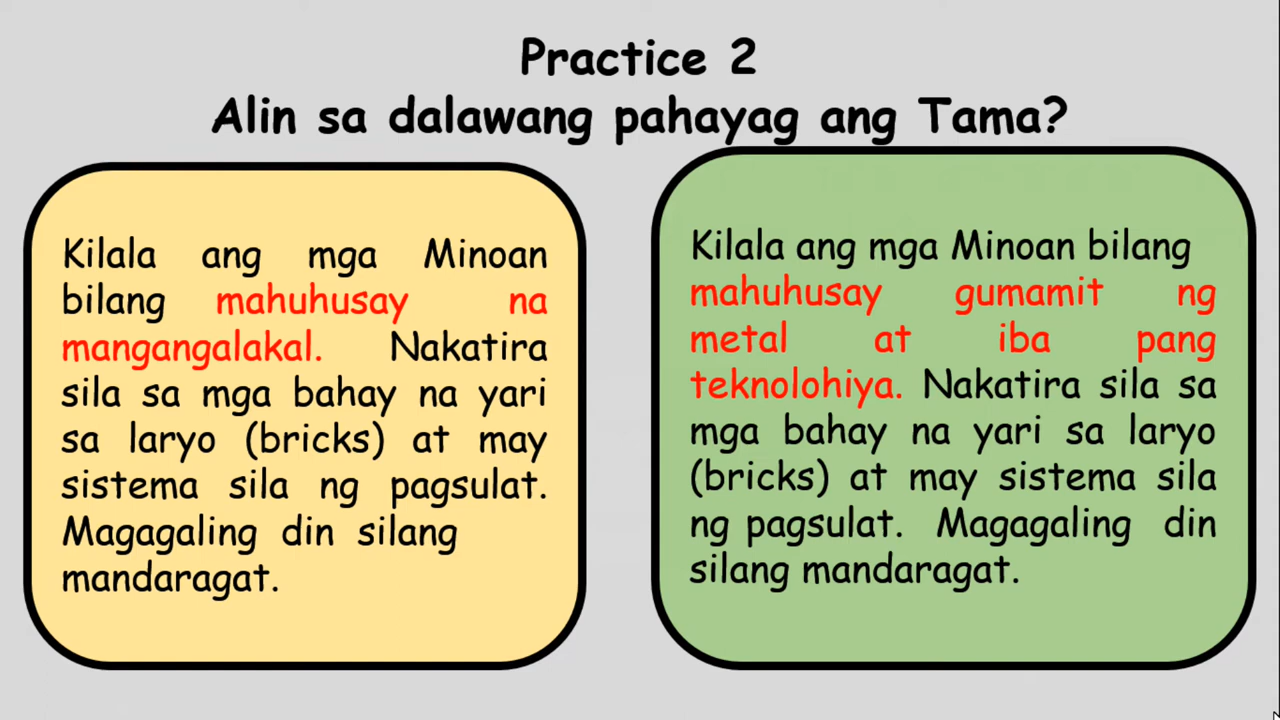 Practice 2
Alin sa dalawang pahayag ang Tama?
Kilala ang mga Minoan
bilang mahuhusay na
mangangalakal. Nakatira
sila sa mga bahay na yari
sa laryo (bricks) at may
sistema sila ng pagsulat.
Magagaling din silang
mandaragat.
Kilala ang mga Minoan bilang
mahuhusay gumamit ng
metal at iba pang
teknolohiya. Nakatira sila sa
mga bahay na yari sa laryo
(bricks) at may sistema sila
ng pagsulat. Magagaling din
silang mandaragat.